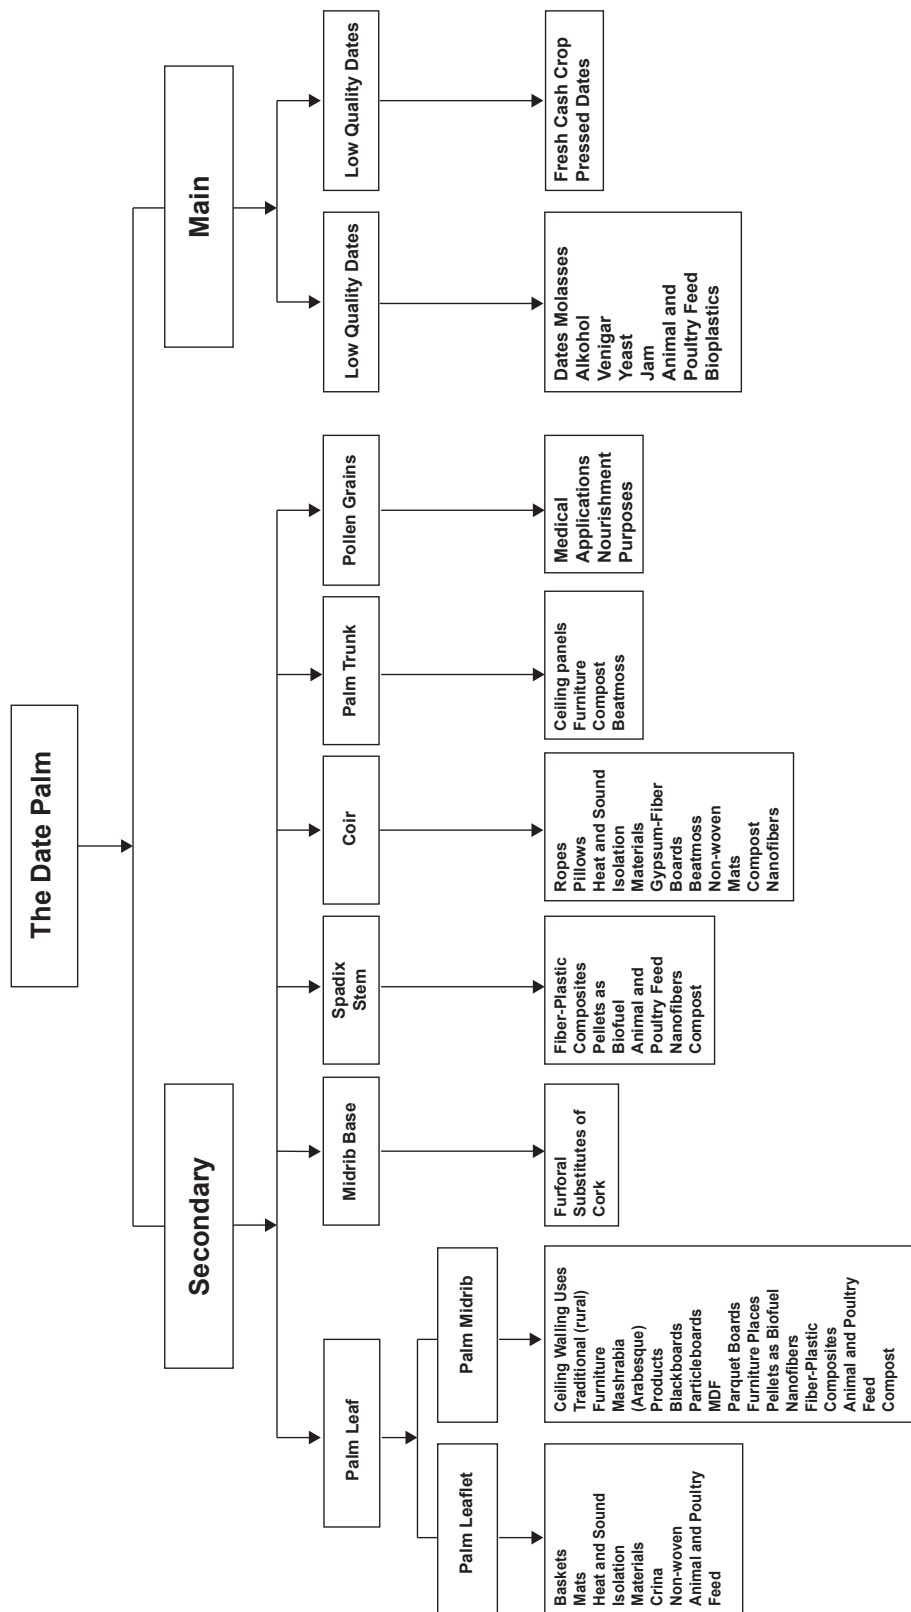 The Date Palm
Secondary
Main
Palm Leaf
Midrib Base
Spadix
Stem
Coir
Palm Trunk
Pollen Grains
Low Quality Dates
Low Quality Dates
Palm Leaflet
Palm Midrib
Baskets
Mats
Heat and Sound
Isolation
Materials
Crina
Non-woven
Animal and Poultry
Feed
Ceiling Walling Uses
Traditional (rural)
Furniture
Mashrabia
(Arabesque)
Products
Blackboards
Particleboards
MDF
Parquet Boards
Furniture Places
Pellets as Biofuel
Nanofibers
Fiber-Plastic
Composites
Animal and Poultry
Feed
Compost
Furforal
Substitutes of
Cork
Fiber-Plastic
Composites
Pellets as
Biofuel
Animal and
Poultry Feed
Nanofibers
Compost
Ropes
Pillows
Heat and Sound
Isolation
Materials
Gypsum-Fiber
Boards
Beatmoss
Non-woven
Mats
Compost
Nanofibers
Ceiling panels
Furniture
Compost
Beatmoss
Medical
Applications
Nourishment
Purposes
Dates Molasses
Alkohol
Venigar
Yeast
Jam
Animal and
Poultry Feed
Bioplastics
Fresh Cash Crop
Pressed Dates